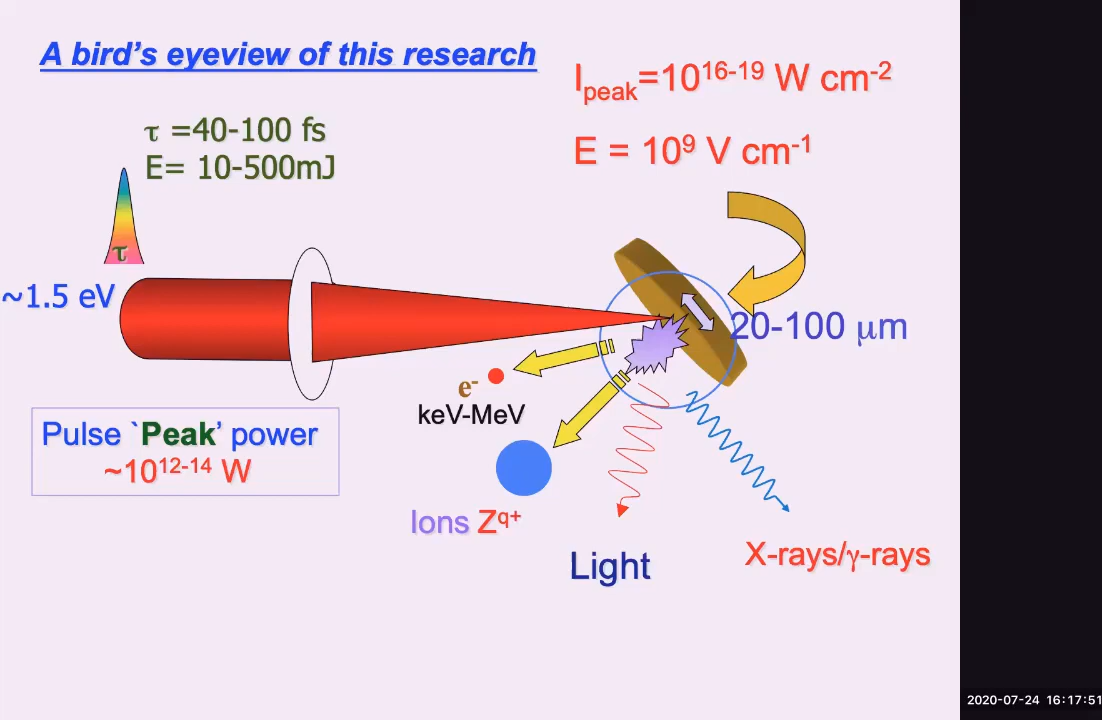 A bird’s eyeview of this research
I_peak=10^16-19 W cm^-2
τ =40-100 fs
E = 10^9 V cm^-1
E= 10-500mJ
τ
~1.5 eV
20-100 μm
e^-
keV-MeV
Pulse `Peak’ power
~10^12-14 W
Ions Z^q+
Light
X-rays/γ-rays
2020-07-24 16:17:51